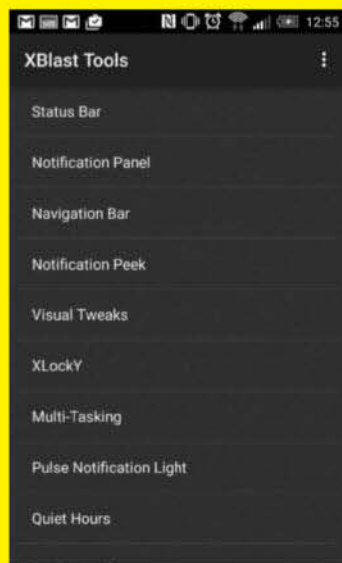 12:55
XBlast Tools
Status Bar
Notification Panel
Navigation Bar
Notification Peek
Visual Tweaks
XLockY
Multi-Tasking
Pulse Notification Light
Quiet Hours